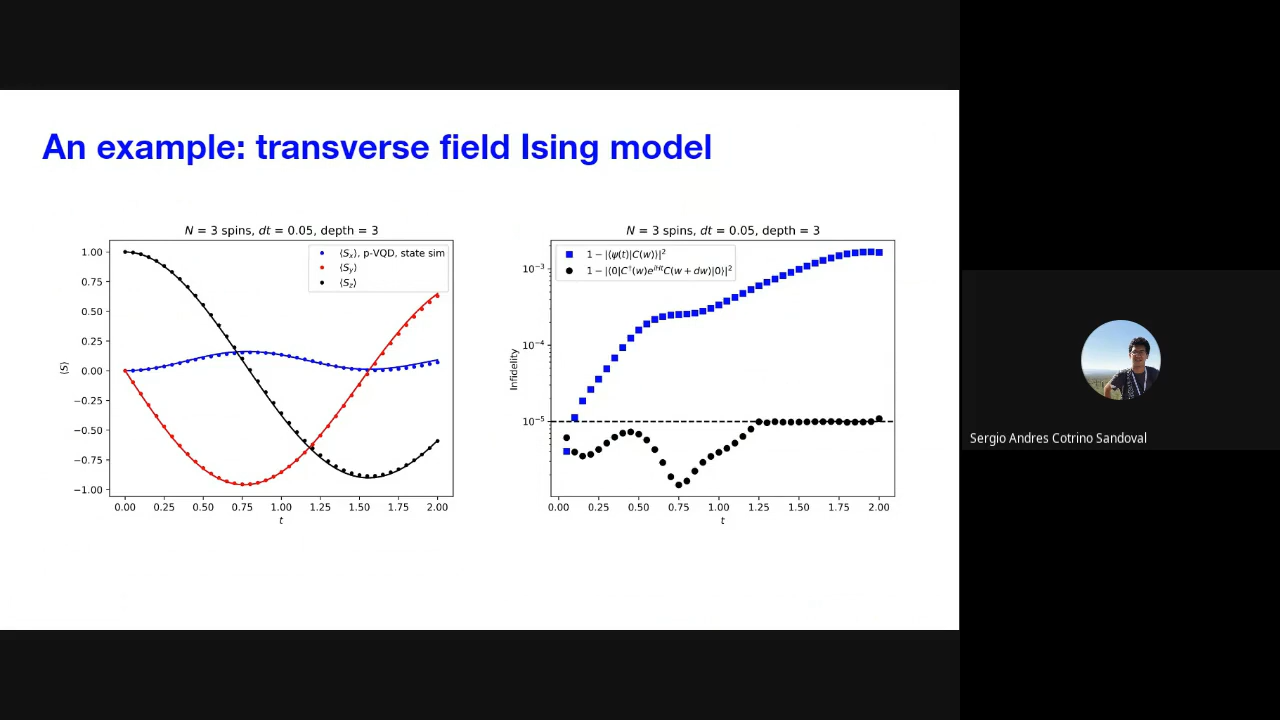 An example: transverse field Ising model
N = 3 spins, dt = 0.05, depth = 3
⟨Sx⟩, p-VQD, state sim
⟨Sy⟩
⟨Sz⟩
1.00
0.75
0.50
0.25
0.00
−0.25
−0.50
−0.75
−1.00
⟨S⟩
0.00 0.25 0.50 0.75 1.00 1.25 1.50 1.75 2.00
t
N = 3 spins, dt = 0.05, depth = 3
1 − |⟨ψ(t)|C(w)⟩|²
1 − |⟨0|C†(w)e^{iHt}C(w + dw)|0⟩|²
10⁻³
10⁻⁴
10⁻⁵
Infidelity
0.00 0.25 0.50 0.75 1.00 1.25 1.50 1.75 2.00
t
Sergio Andres Cotrino Sandoval